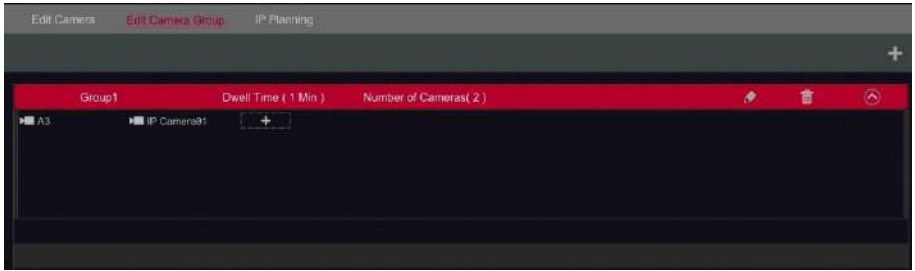 Edit Camera Edit Camera Group IP Planning
+
Group1 Dwell Time ( 1 Min ) Number of Cameras( 2 )
A3 IP Camera01 +